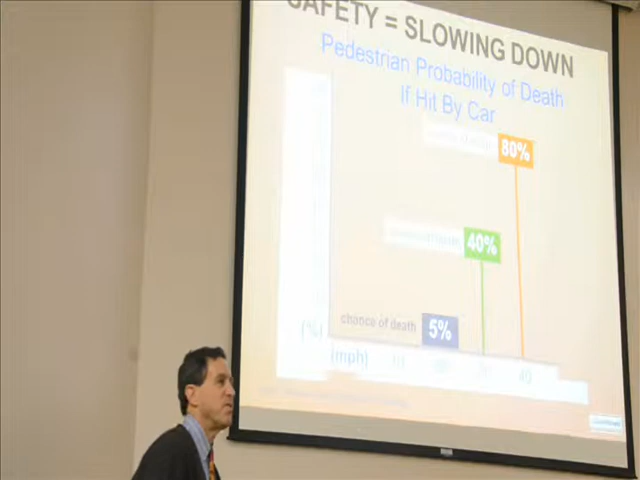 SAFETY = SLOWING DOWN
Pedestrian Probability of Death
If Hit By Car
80%
40%
chance of death 5%
(%)
(mph)
40